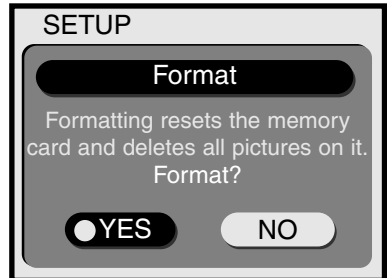 SETUP
Format
Formatting resets the memory
card and deletes all pictures on it.
Format?
YES
NO